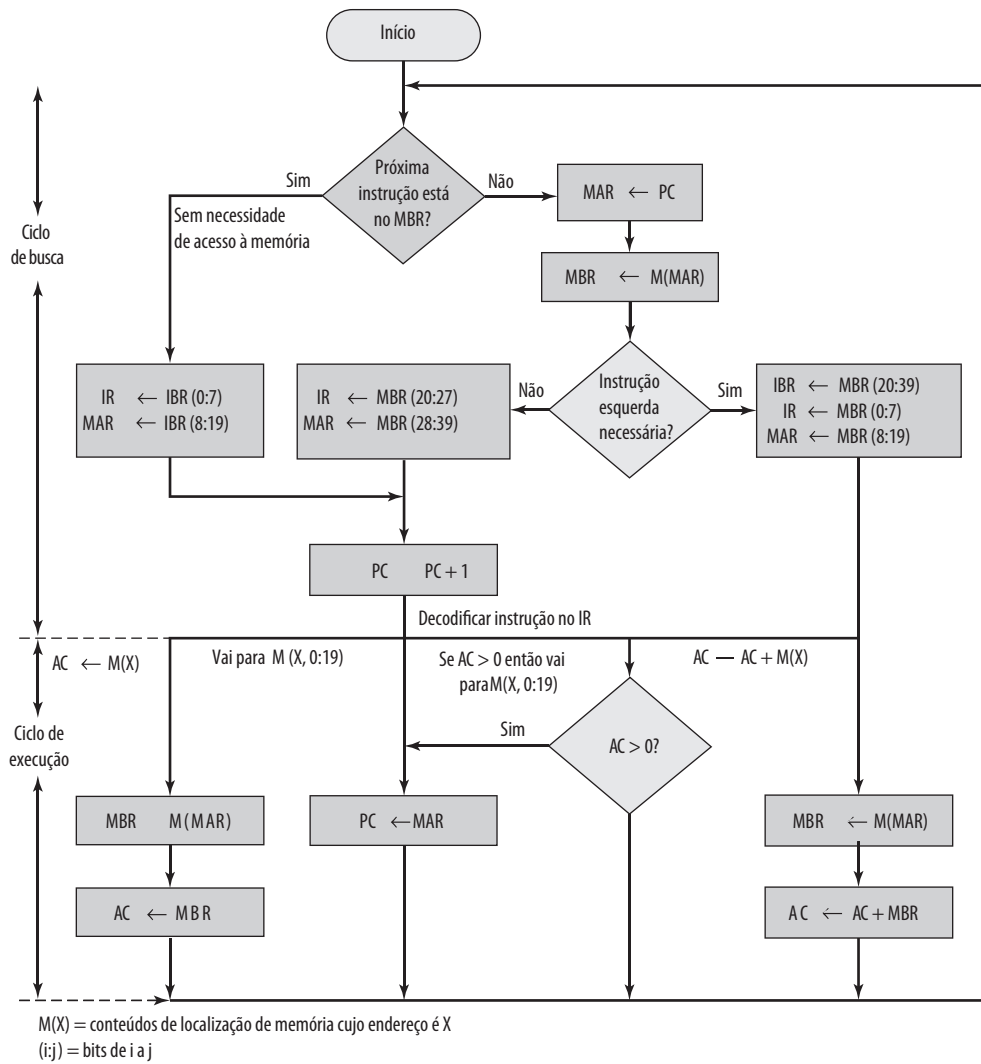 Início
Próxima
instrução está
no MBR?
Sim
Não
Sem necessidade
de acesso à memória
MAR ← PC
MBR ← M(MAR)
Ciclo
de busca
IR ← IBR (0:7)
MAR ← IBR (8:19)
IR ← MBR (20:27)
MAR ← MBR (28:39)
Não
Instrução
esquerda
necessária?
Sim
IBR ← MBR (20:39)
IR ← MBR (0:7)
MAR ← MBR (8:19)
PC PC + 1
Decodificar instrução no IR
AC ← M(X)
Vai para M (X, 0:19)
Se AC > 0 então vai
para M(X, 0:19)
AC — AC + M(X)
Ciclo de
execução
Sim
AC > 0?
MBR M(MAR)
PC ← MAR
MBR ← M(MAR)
AC ← MBR
AC ← AC + MBR
M(X) = conteúdos de localização de memória cujo endereço é X
(i:j) = bits de i a j